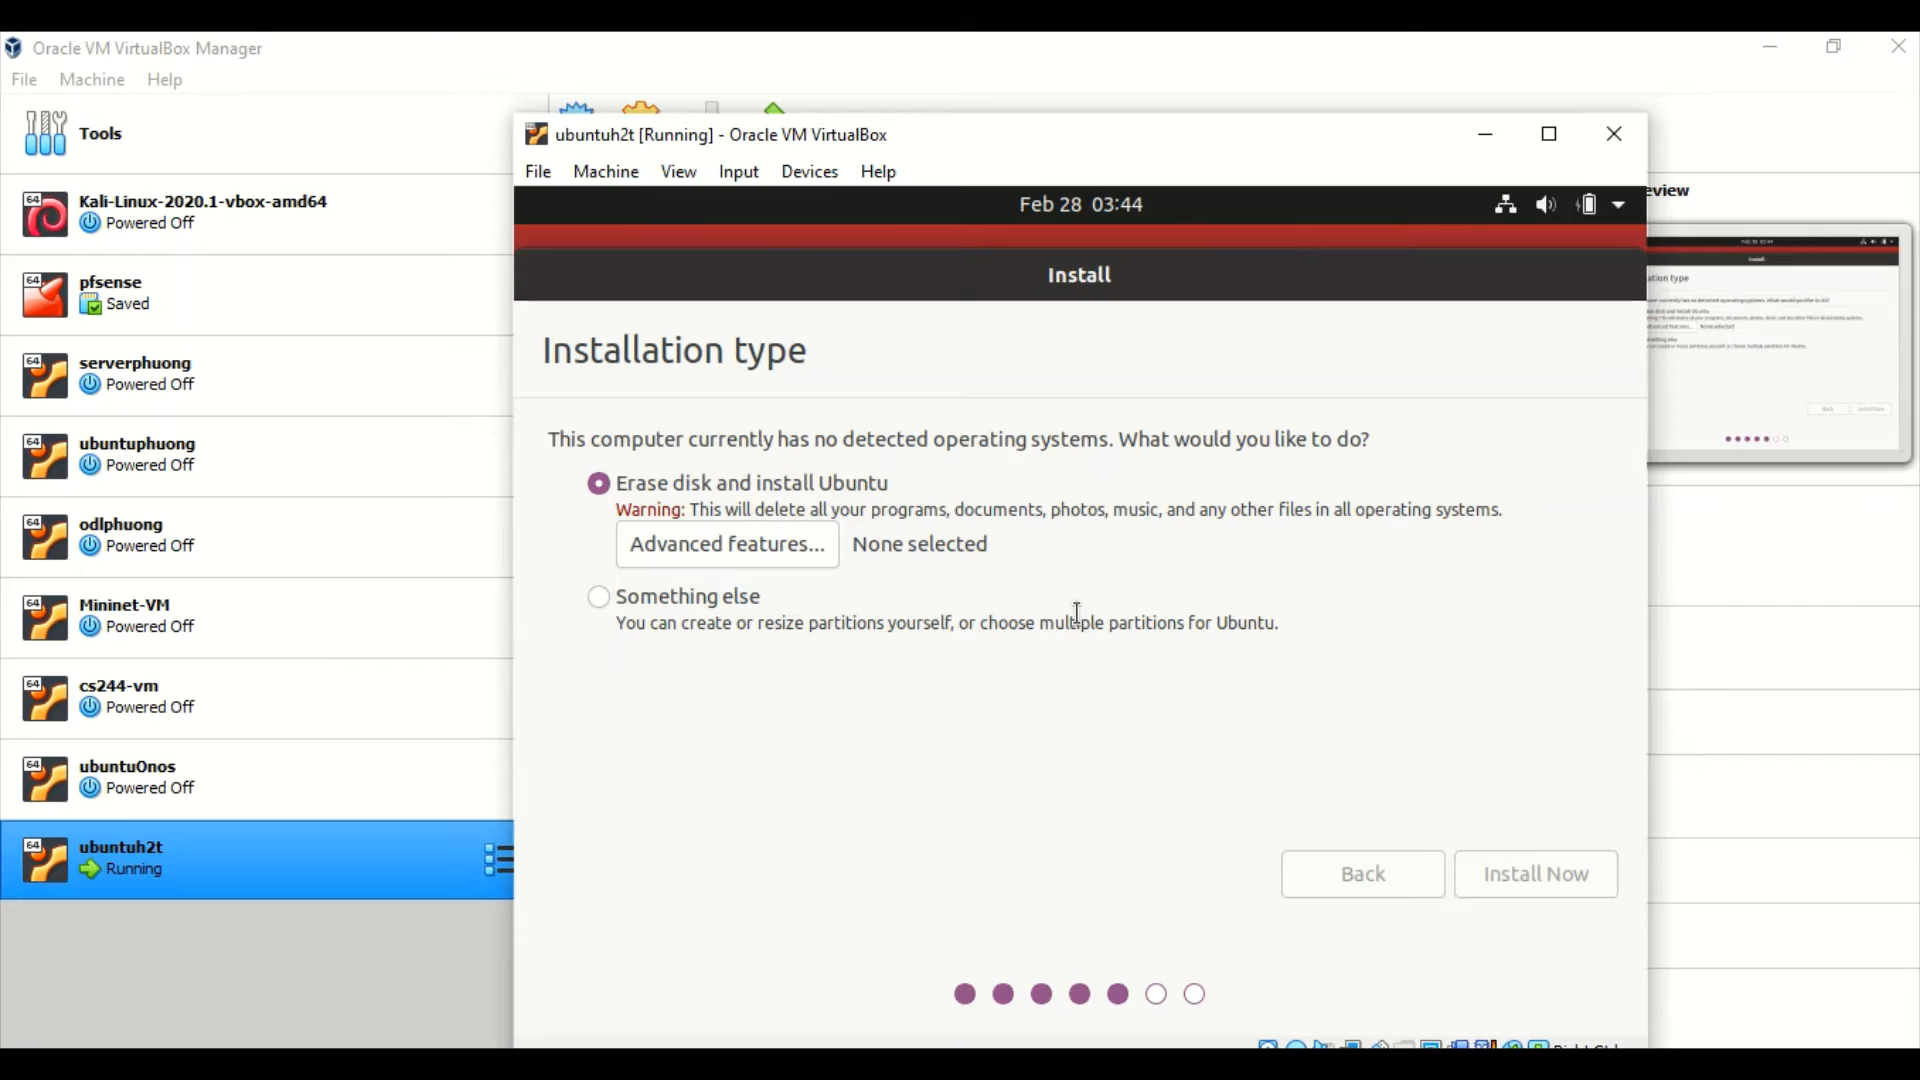 Oracle VM VirtualBox Manager
File Machine Help
Tools
Kali-Linux-2020.1-vbox-amd64
Powered Off
pfsense
Saved
serverphuong
Powered Off
ubuntuphuong
Powered Off
odlphuong
Powered Off
Mininet-VM
Powered Off
cs244-vm
Powered Off
ubuntuOnos
Powered Off
ubuntuh2t
Running
ubuntuh2t [Running] - Oracle VM VirtualBox
File Machine View Input Devices Help
Feb 28 03:44
Install
Installation type
This computer currently has no detected operating systems. What would you like to do?
Erase disk and install Ubuntu
Warning: This will delete all your programs, documents, photos, music, and any other files in all operating systems.
Advanced features... None selected
Something else
You can create or resize partitions yourself, or choose multiple partitions for Ubuntu.
Back Install Now
eview